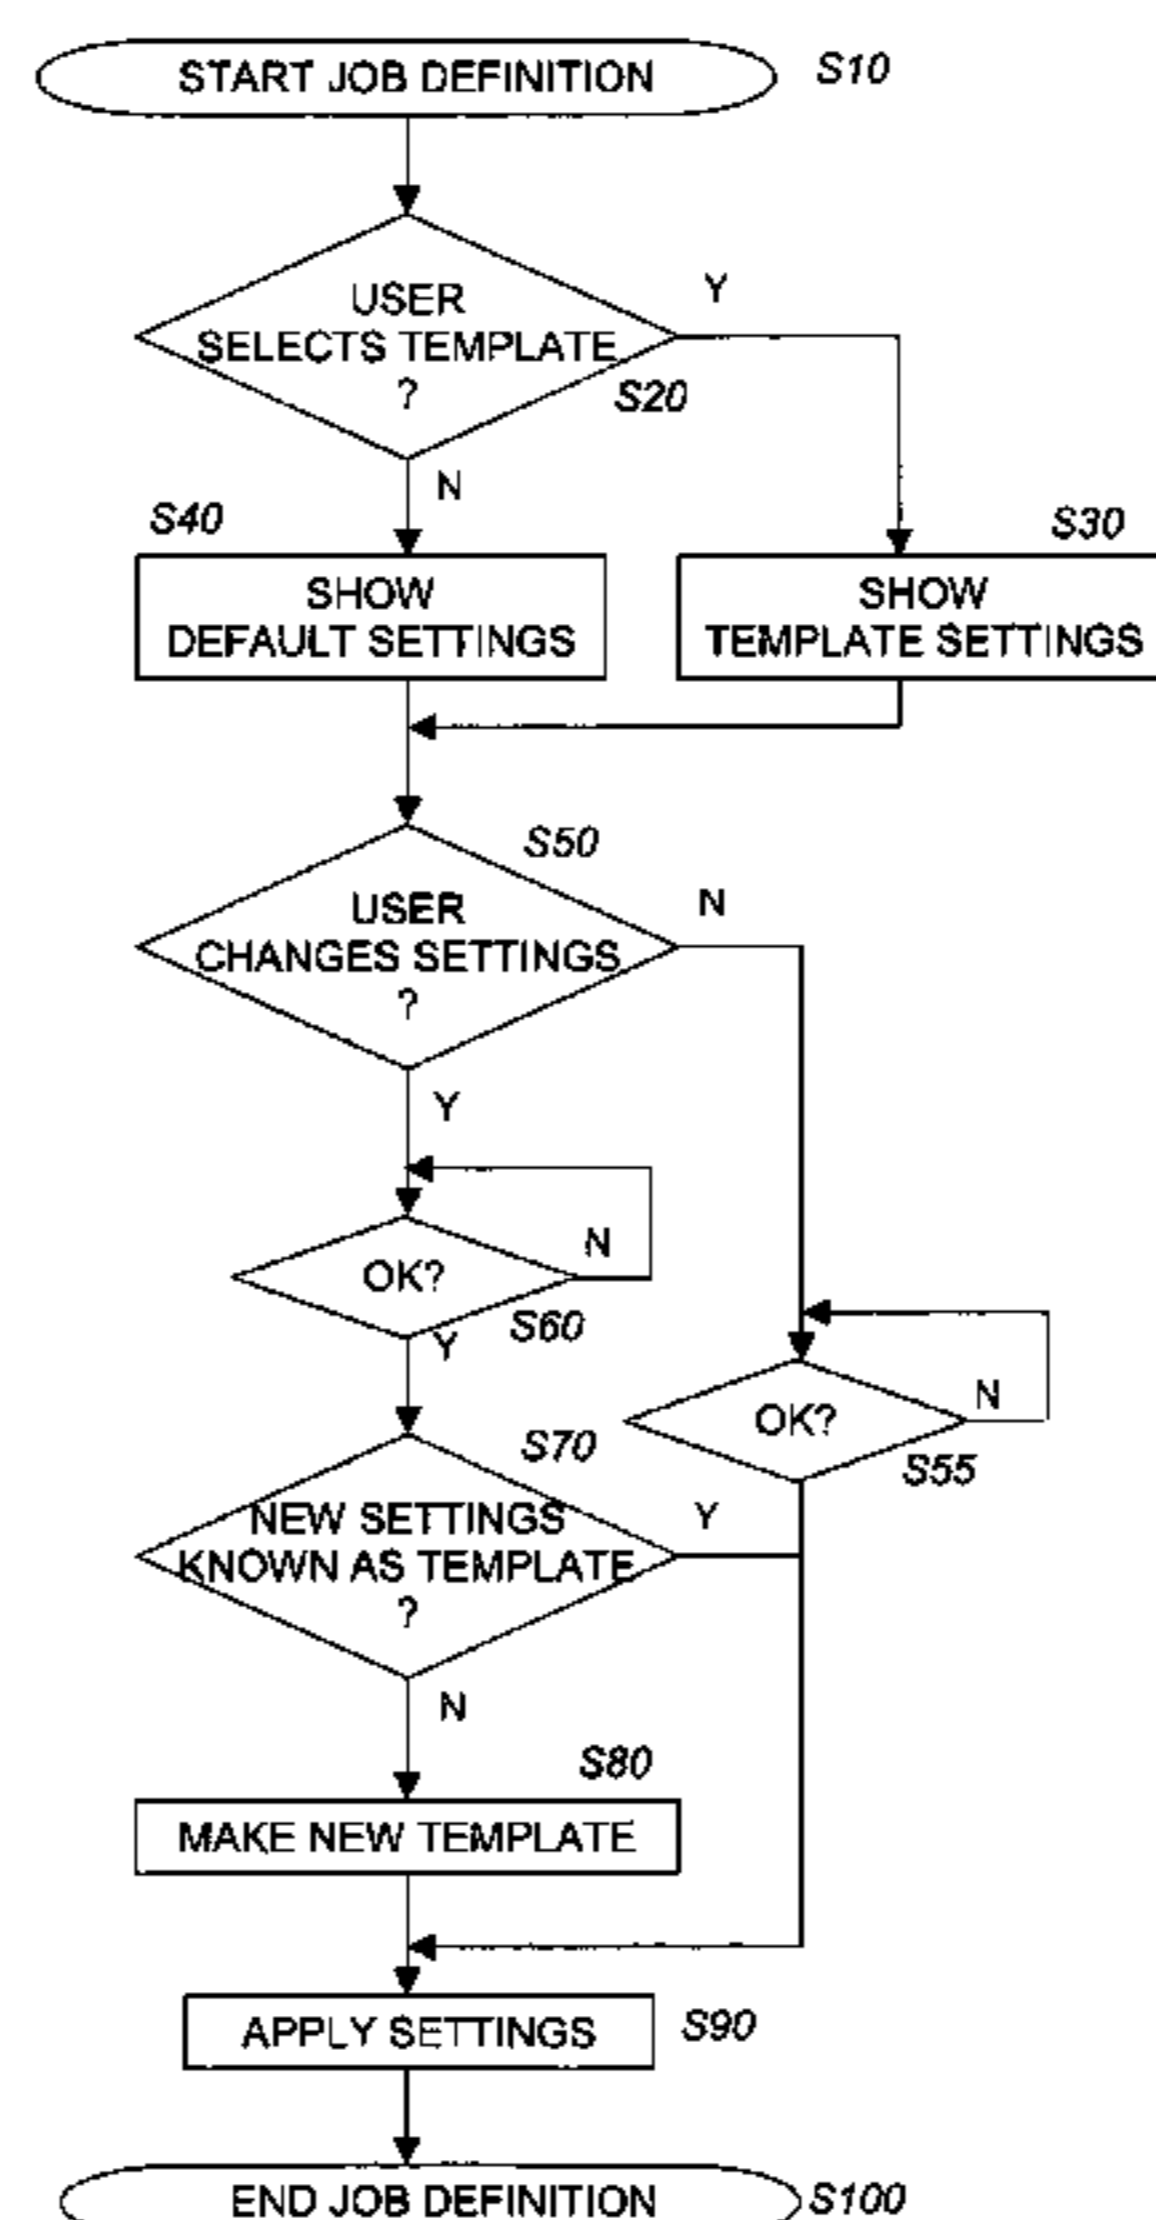 START JOB DEFINITION
S10
USER
SELECTS TEMPLATE
?
Y
S20
N
S40
S30
SHOW
DEFAULT SETTINGS
SHOW
TEMPLATE SETTINGS
S50
USER
CHANGES SETTINGS
?
N
Y
OK?
N
S60
Y
OK?
N
S55
S70
NEW SETTINGS
KNOWN AS TEMPLATE
?
Y
N
S80
MAKE NEW TEMPLATE
APPLY SETTINGS
S90
END JOB DEFINITION
S100